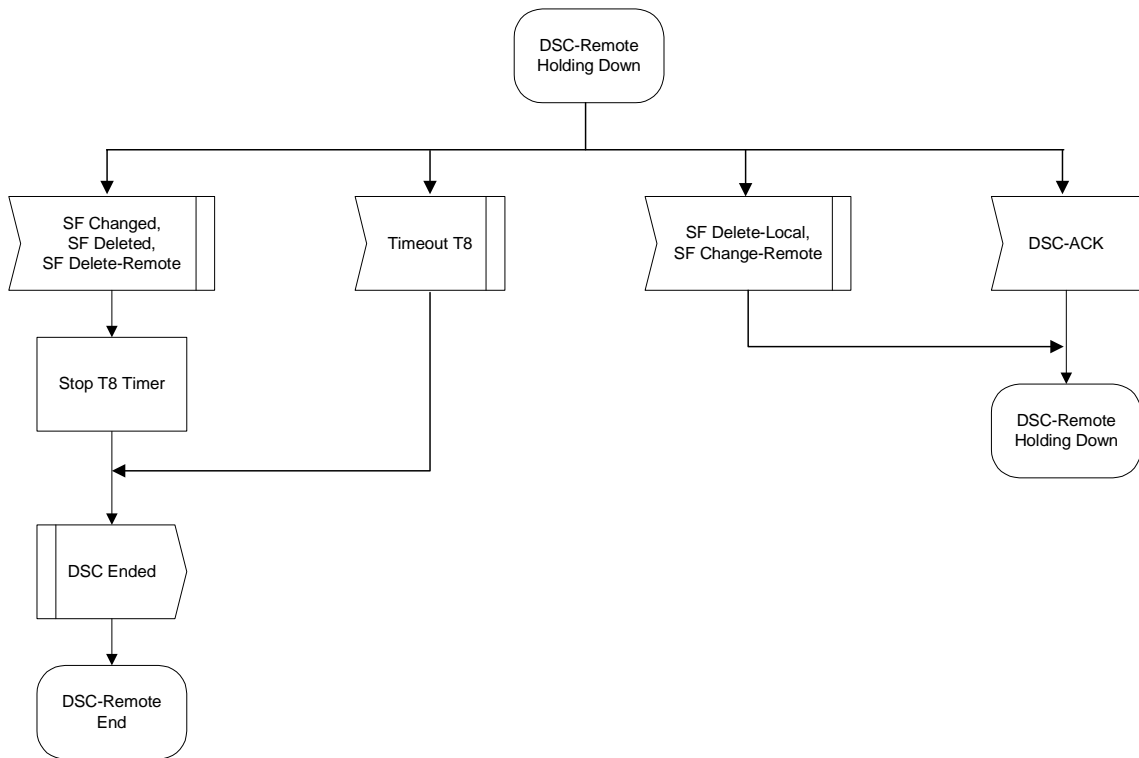 DSC-Remote
Holding Down
SF Changed,
SF Deleted,
SF Delete-Remote
Timeout T8
SF Delete-Local,
SF Change-Remote
DSC-ACK
Stop T8 Timer
DSC-Remote
Holding Down
DSC Ended
DSC-Remote
End